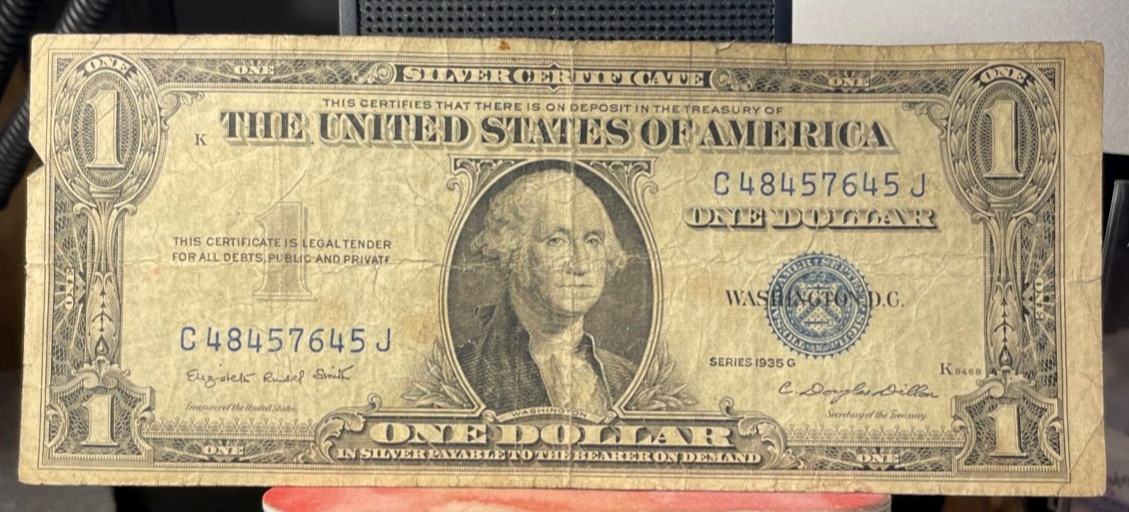 ONE ONE SILVER CERTIFICATE ONE ONE
1 THIS CERTIFIES THAT THERE IS ON DEPOSIT IN THE TREASURY OF 1
K THE UNITED STATES OF AMERICA
C 48457645 J
ONE DOLLAR
1
THIS CERTIFICATE IS LEGAL TENDER
FOR ALL DEBTS, PUBLIC AND PRIVATE
ONE ONE
WASHINGTON, D.C.
C 48457645 J
SERIES 1935 G
K
Elizabeth Rudel Smith
C. Douglas Dillon
Treasurer of the United States
Secretary of the Treasury
WASHINGTON
1 ONE DOLLAR 1
ONE IN SILVER PAYABLE TO THE BEARER ON DEMAND ONE